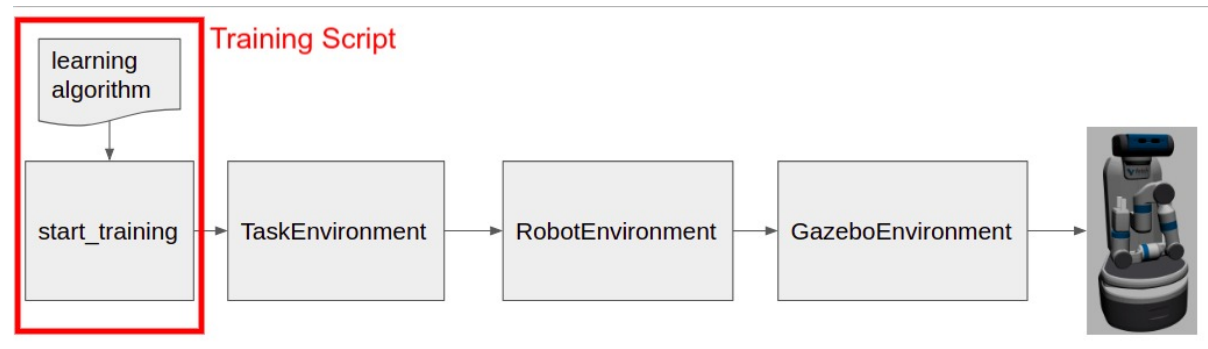 Training Script
learning
algorithm
start_training
TaskEnvironment
RobotEnvironment
GazeboEnvironment